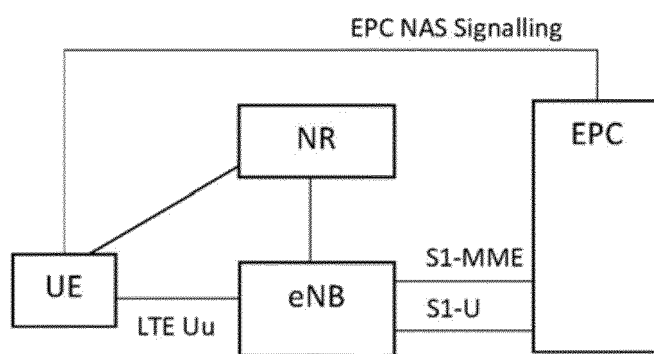 EPC NAS Signalling
NR
EPC
UE
eNB
S1-MME
S1-U
LTE Uu